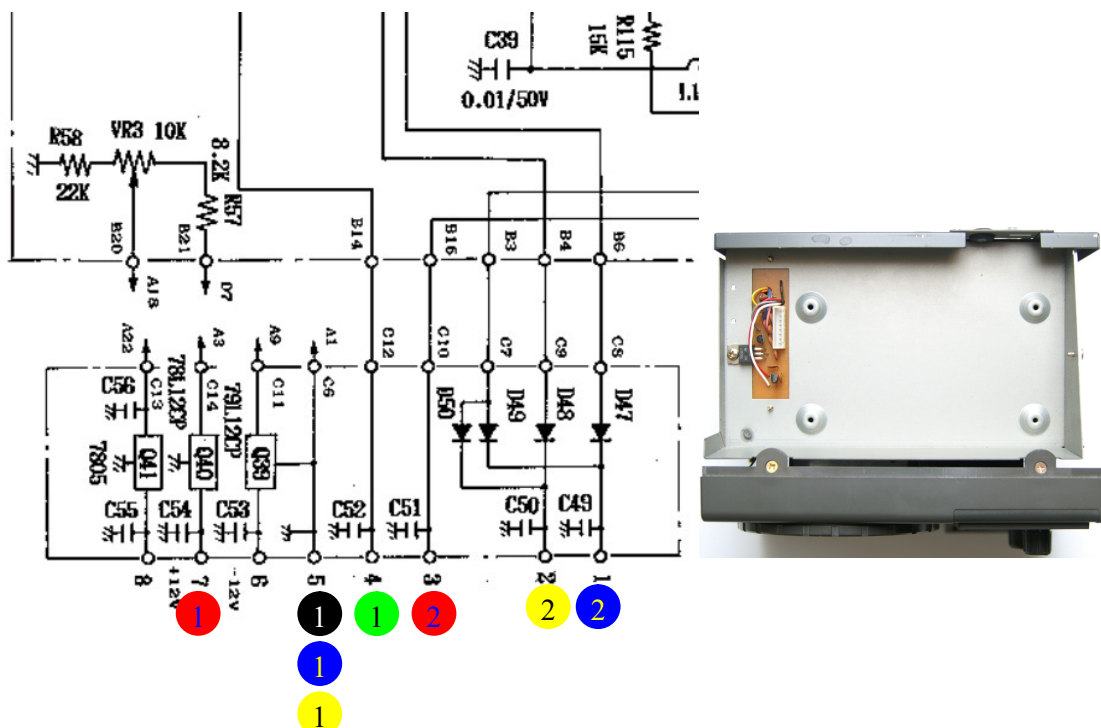 C39
0.01/50V
R115
15K
R58
VR3 10K
8.2K
22K
R57
B20
B21
B14
B16
B3
B4
B6
A18
D7
A22
A3
A9
A1
C12
C10
C7
C9
C8
C56
C13
78L12CP
C14
79L12CP
C11
C6
D50
D49
D48
D47
7805
Q41
Q40
Q39
C55
C54
C53
C52
C51
C50
C49
8
+12V
7
-12V
6
5
4
3
2
1
1
1
1
2
2
2
1
1